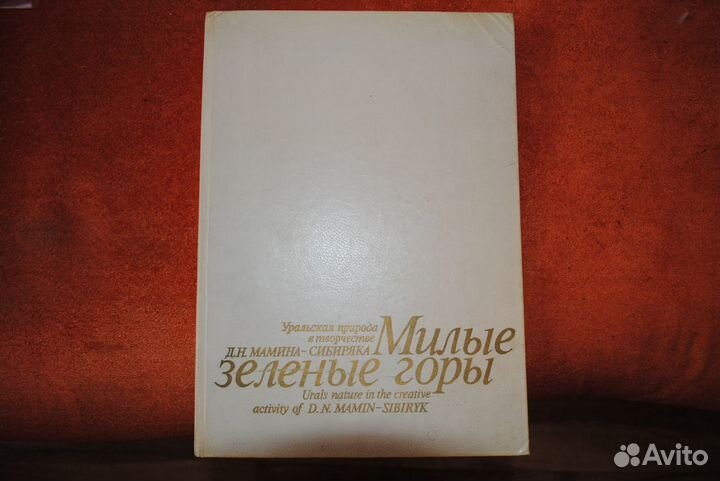 Уральская природа
в творчестве
Д.Н. МАМИНА-СИБИРЯКА
Милые
зеленые горы
Urals nature in the creative
activity of D. N. MAMIN-SIBIRYK
Avito